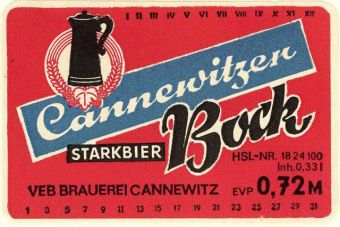 I II III IV V VI VII VIII IX X XI XII
Cannewitzer
Bock
STARKBIER
HSL-NR. 18 24 100
Inh. 0,33 l
VEB BRAUEREI CANNEWITZ EVP 0,72 M
1 3 5 7 9 11 13 15 17 19 21 23 25 27 29 31